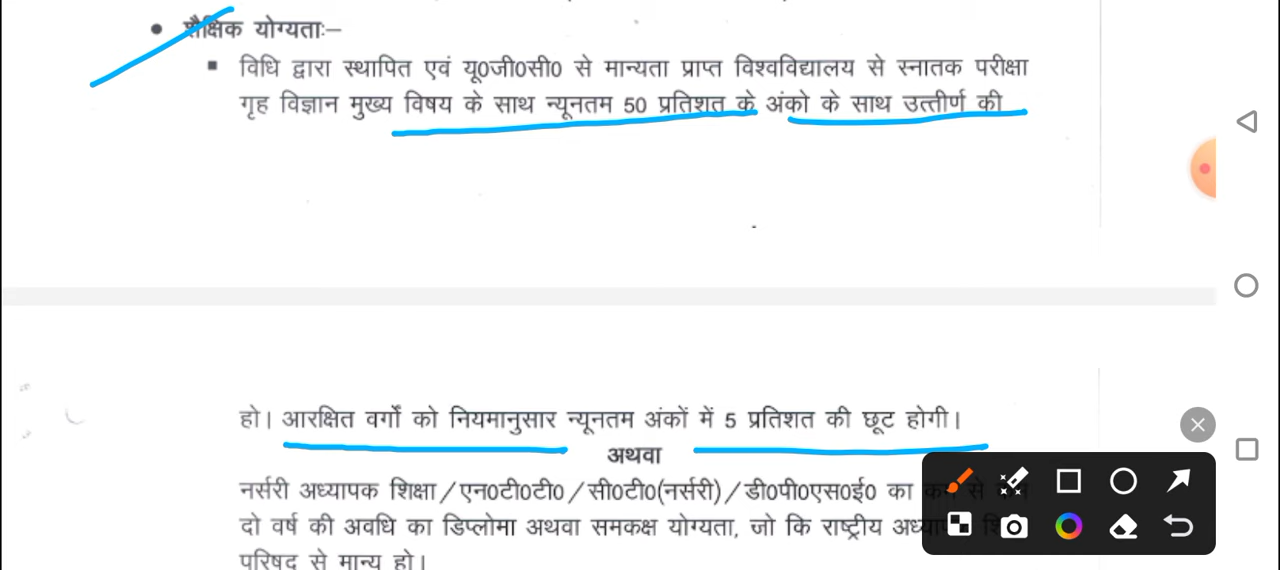 शैक्षिक योग्यताः–
विधि द्वारा स्थापित एवं यू0जी0सी0 से मान्यता प्राप्त विश्वविद्यालय से स्नातक परीक्षा
गृह विज्ञान मुख्य विषय के साथ न्यूनतम 50 प्रतिशत के अंको के साथ उत्तीर्ण की
हो। आरक्षित वर्गों को नियमानुसार न्यूनतम अंकों में 5 प्रतिशत की छूट होगी।
अथवा
नर्सरी अध्यापक शिक्षा/एन0टी0टी0/सी0टी0(नर्सरी)/डी0पी0एस0ई0 का
दो वर्ष की अवधि का डिप्लोमा अथवा समकक्ष योग्यता, जो कि राष्ट्रीय
परिषद से मान्य हो।